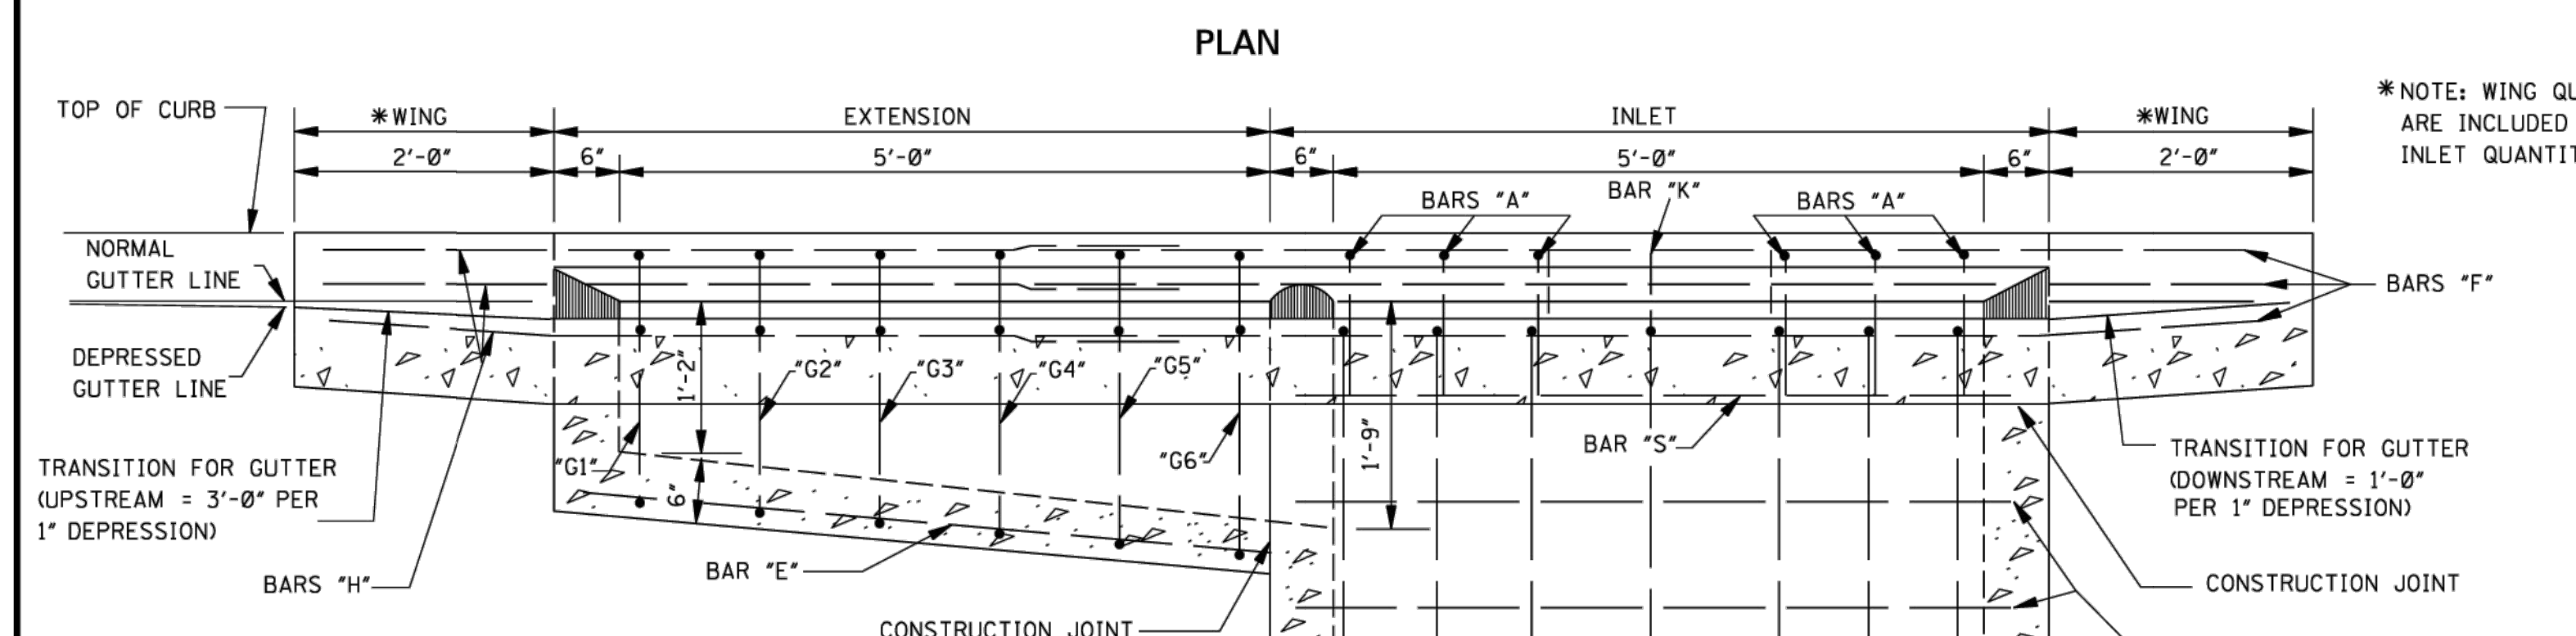 PLAN
TOP OF CURB
*WING
EXTENSION
INLET
*WING
*NOTE: WING QU
ARE INCLUDED
INLET QUANTIT
2'-0"
6"
5'-0"
6"
5'-0"
6"
2'-0"
BARS "A"
BAR "K"
BARS "A"
NORMAL
GUTTER LINE
BARS "F"
DEPRESSED
GUTTER LINE
1'-2"
"G2"
"G3"
"G4"
"G5"
"G1"
6"
"G6"
1'-9"
BAR "S"
TRANSITION FOR GUTTER
(UPSTREAM = 3'-0" PER
1" DEPRESSION)
TRANSITION FOR GUTTER
(DOWNSTREAM = 1'-0"
PER 1" DEPRESSION)
BARS "H"
BAR "E"
CONSTRUCTION JOINT
CONSTRUCTION JOINT